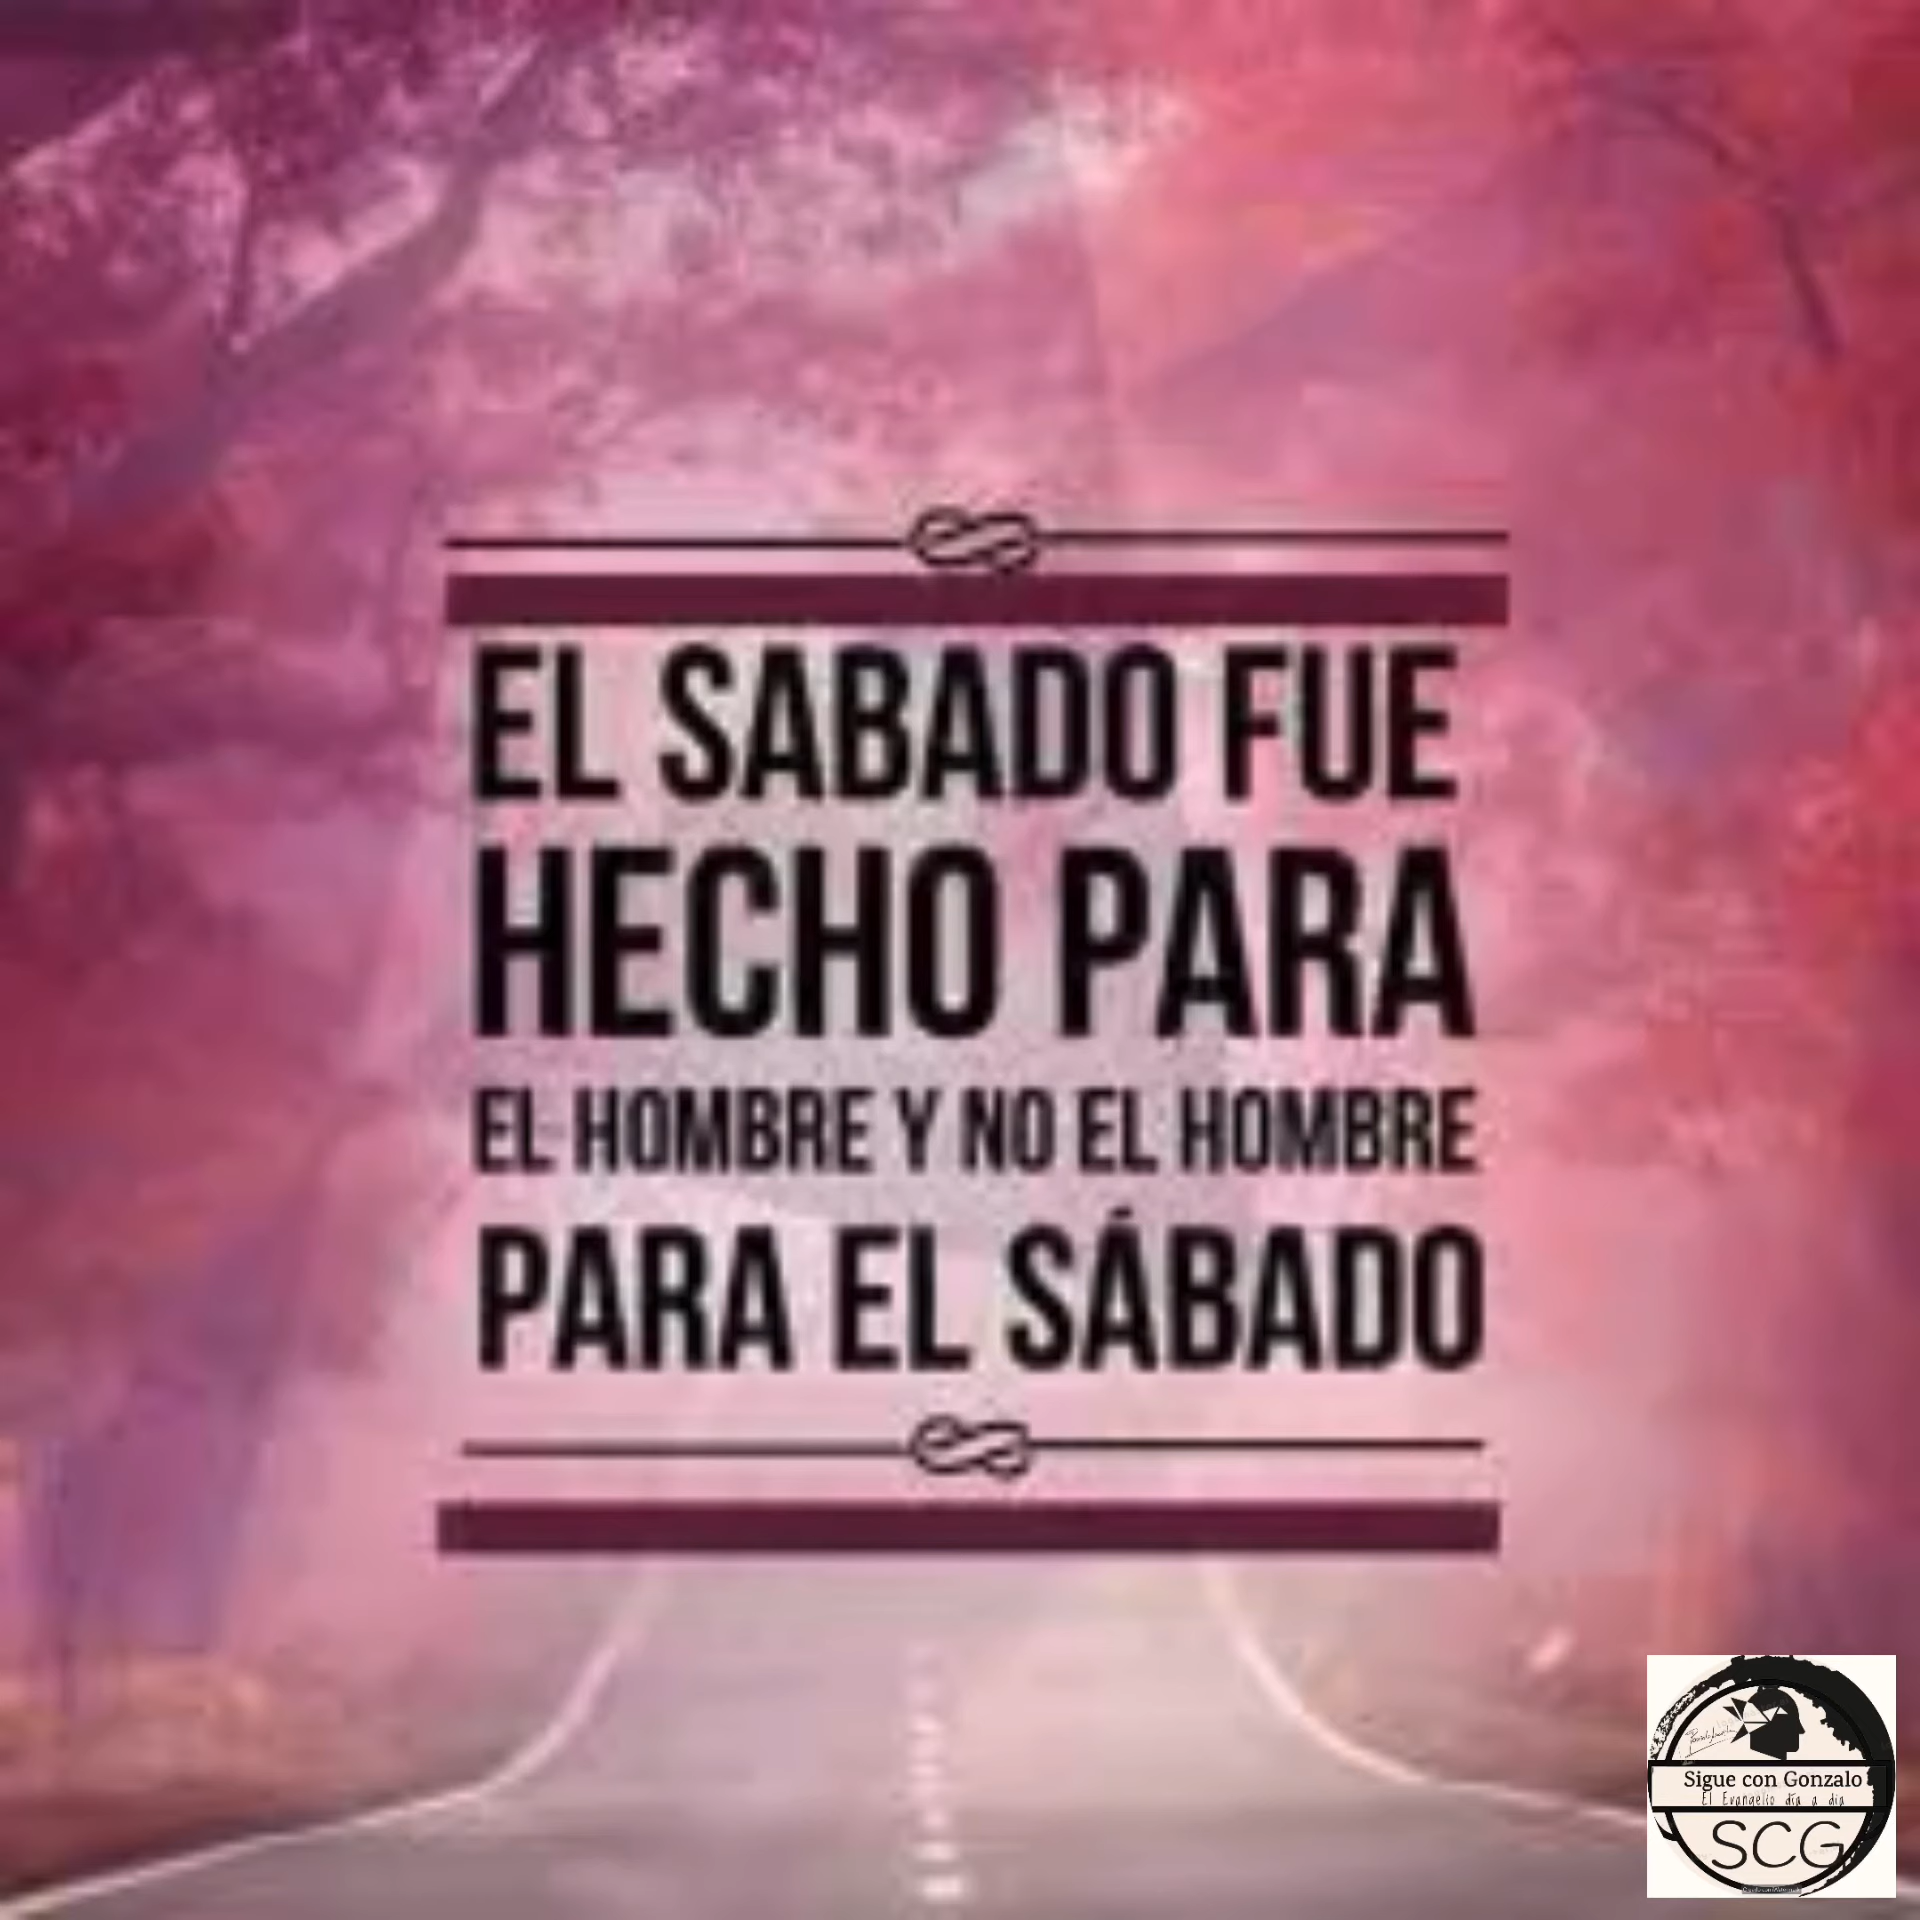 EL SABADO FUE
HECHO PARA
EL HOMBRE Y NO EL HOMBRE
PARA EL SÁBADO
Sigue con Gonzalo
El Evangelio día a día
SCG